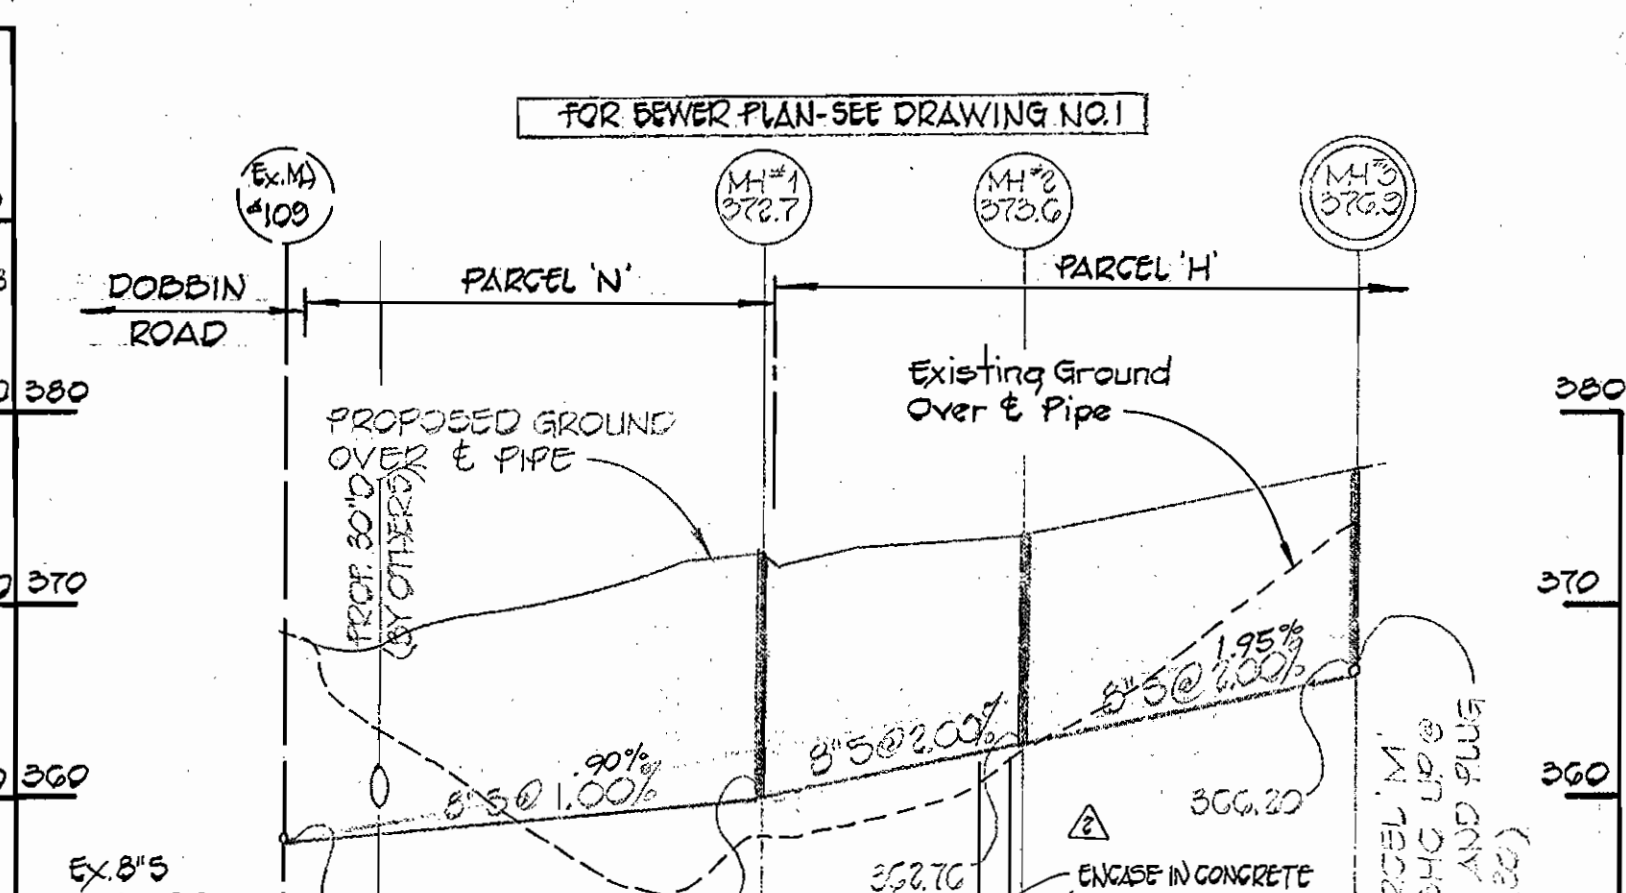 FOR SEWER PLAN-SEE DRAWING NO.1
Ex.MH
#109
MH#1
372.7
MH#2
373.6
MH#3
376.9
DOBBIN
ROAD
PARCEL 'N'
PARCEL 'H'
Existing Ground
Over ℄ Pipe
380
380
PROPOSED GROUND
OVER ℄ PIPE
PROP. 30"D
(BY OTHERS)
370
370
1.95%
8"S@2.00%
8"S@2.00%
.90%
8"S@1.00%
360
360
366.20
2
362.76
EX.8"S
ENCASE IN CONCRETE
UP@
AND PLUG